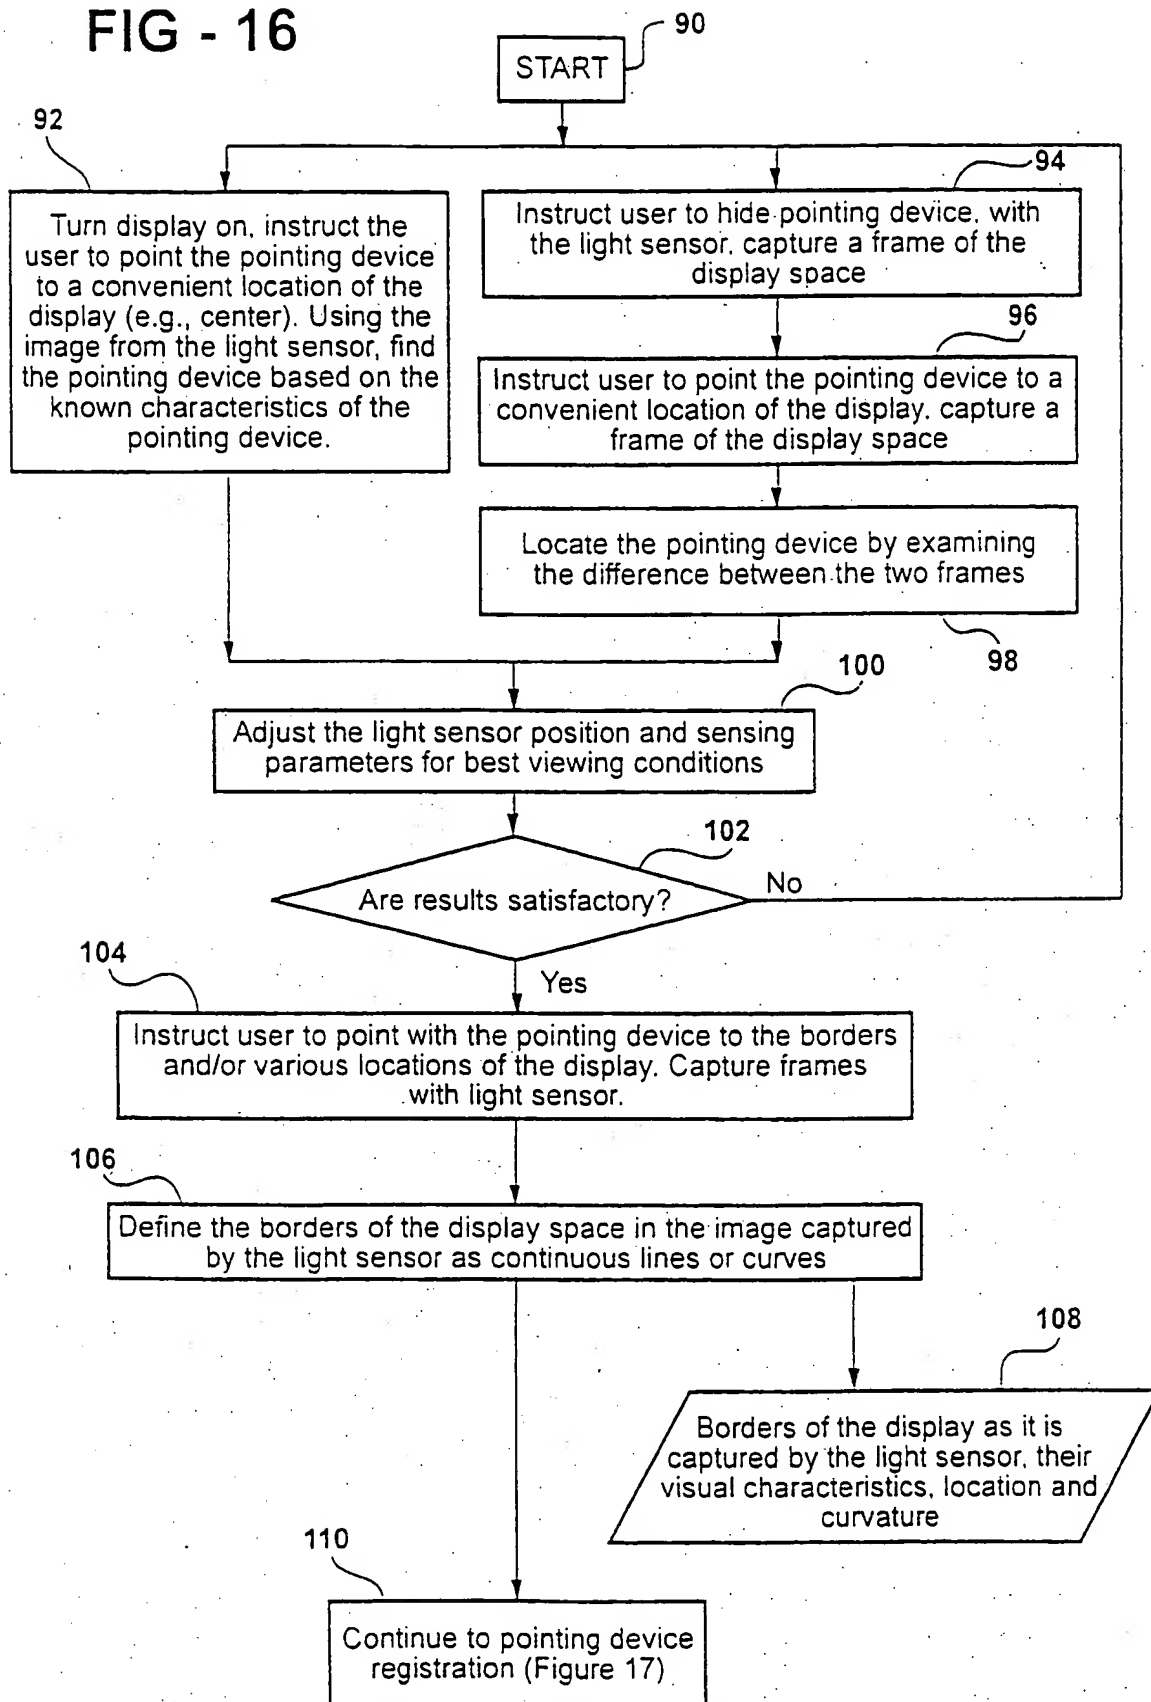 FIG - 16
90
START
92
Turn display on, instruct the
user to point the pointing device
to a convenient location of the
display (e.g., center). Using the
image from the light sensor, find
the pointing device based on the
known characteristics of the
pointing device.
94
Instruct user to hide pointing device, with
the light sensor, capture a frame of the
display space
96
Instruct user to point the pointing device to a
convenient location of the display. capture a
frame of the display space
Locate the pointing device by examining
the difference between the two frames
98
100
Adjust the light sensor position and sensing
parameters for best viewing conditions
102
Are results satisfactory?
No
Yes
104
Instruct user to point with the pointing device to the borders
and/or various locations of the display. Capture frames
with light sensor.
106
Define the borders of the display space in the image captured
by the light sensor as continuous lines or curves
108
Borders of the display as it is
captured by the light sensor, their
visual characteristics, location and
curvature
110
Continue to pointing device
registration (Figure 17)